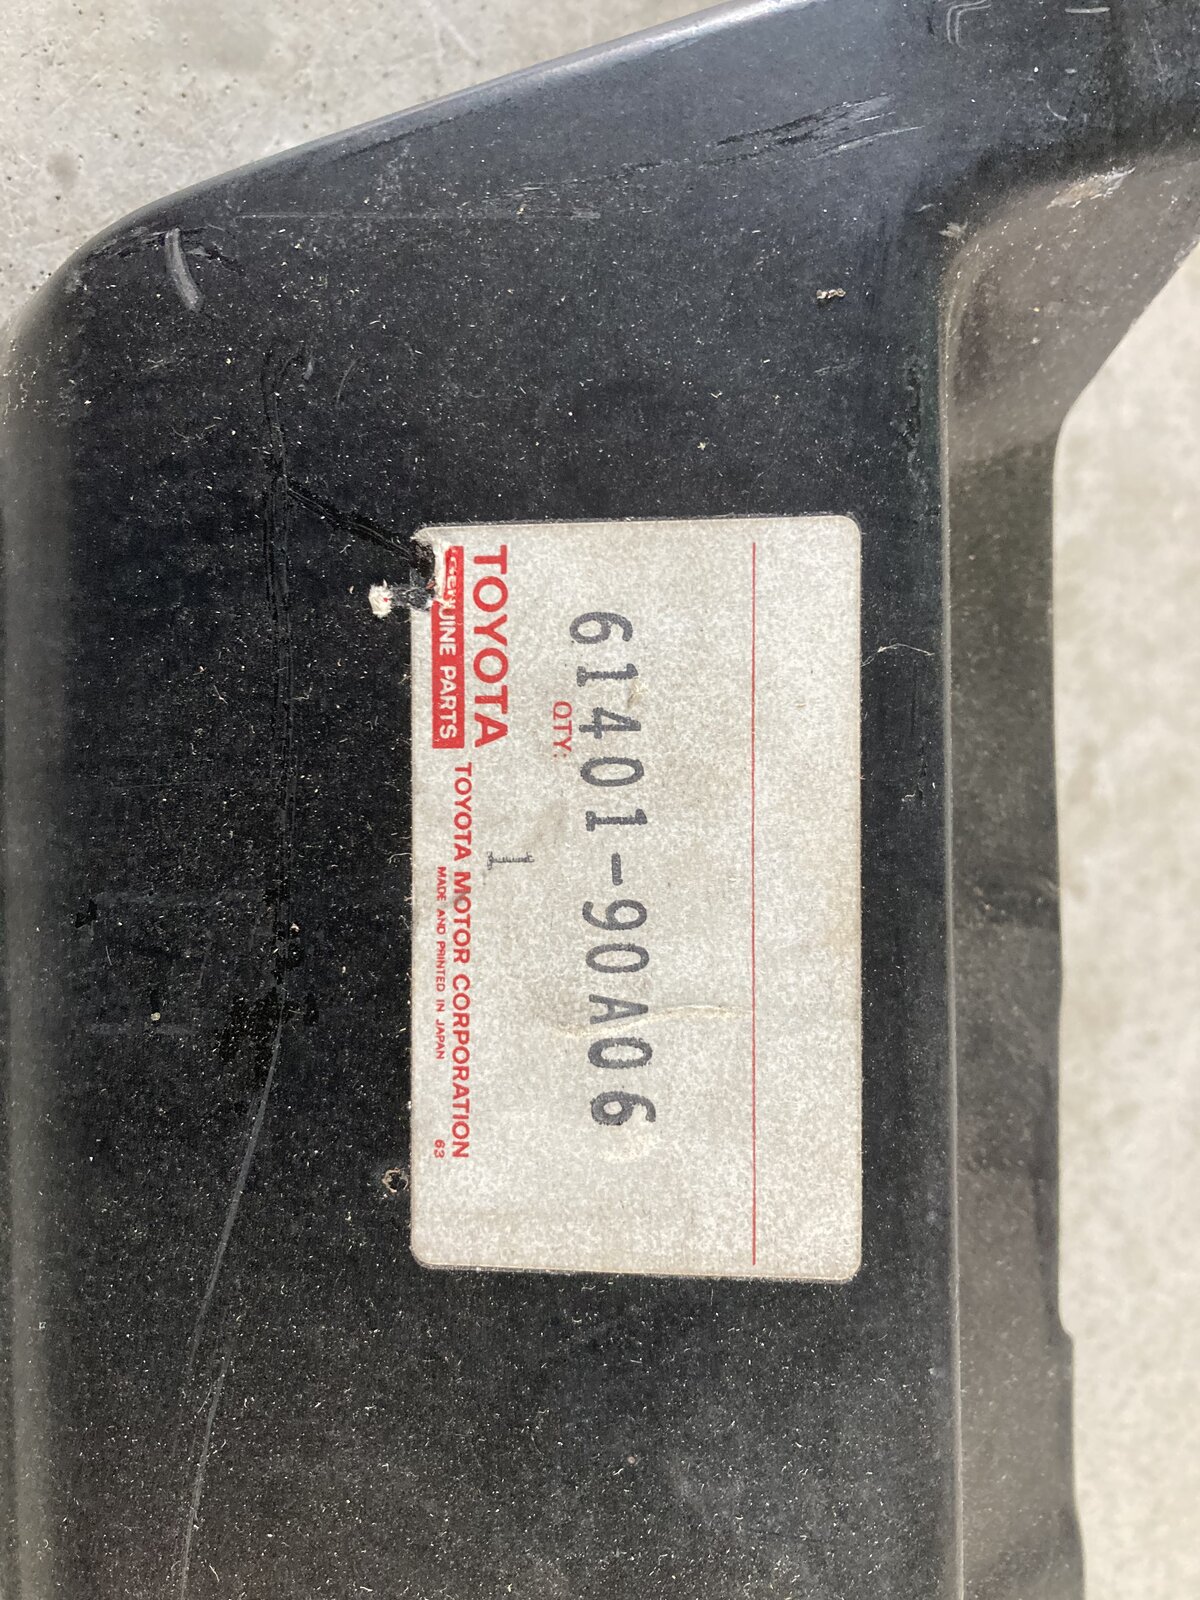 61401-90A06
QTY:
1
TOYOTA
GENUINE PARTS
TOYOTA MOTOR CORPORATION
MADE AND PRINTED IN JAPAN
63